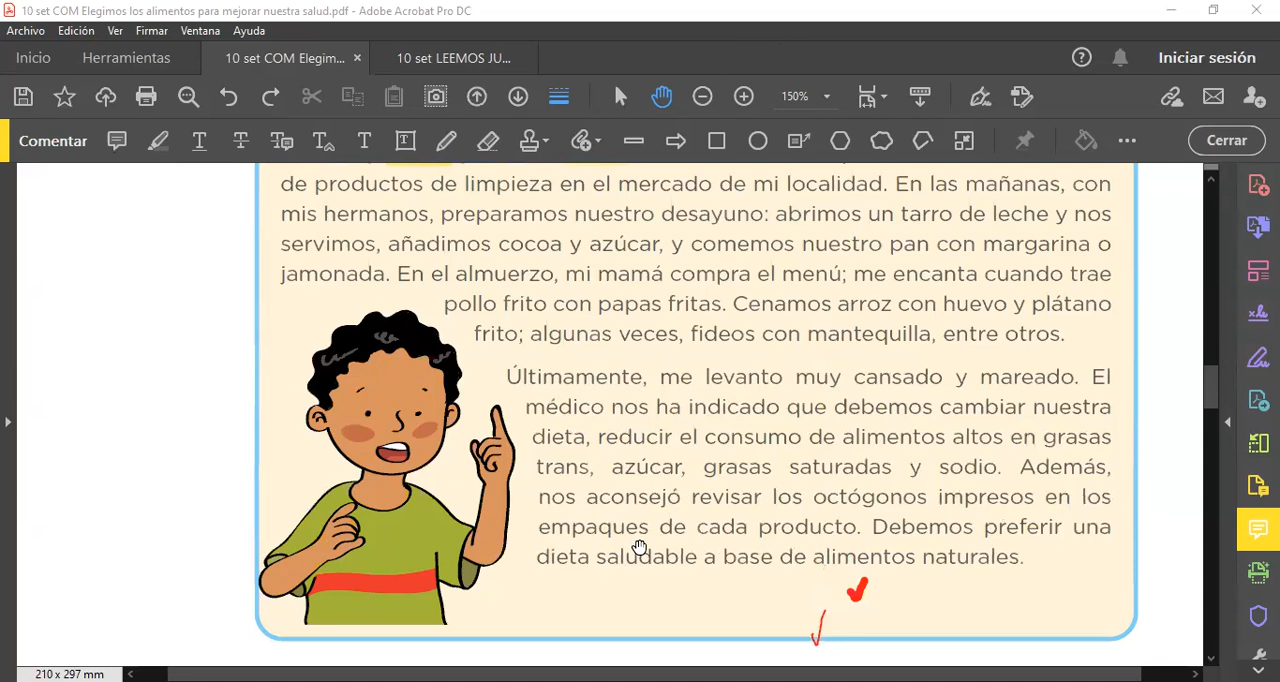 10 set COM Elegimos los alimentos para mejorar nuestra salud.pdf - Adobe Acrobat Pro DC
Archivo Edición Ver Firmar Ventana Ayuda
Inicio Herramientas 10 set COM Elegim... × 10 set LEEMOS JU... Iniciar sesión
150%
Comentar Cerrar
de productos de limpieza en el mercado de mi localidad. En las mañanas, con
mis hermanos, preparamos nuestro desayuno: abrimos un tarro de leche y nos
servimos, añadimos cocoa y azúcar, y comemos nuestro pan con margarina o
jamonada. En el almuerzo, mi mamá compra el menú; me encanta cuando trae
pollo frito con papas fritas. Cenamos arroz con huevo y plátano
frito; algunas veces, fideos con mantequilla, entre otros.
Últimamente, me levanto muy cansado y mareado. El
médico nos ha indicado que debemos cambiar nuestra
dieta, reducir el consumo de alimentos altos en grasas
trans, azúcar, grasas saturadas y sodio. Además,
nos aconsejó revisar los octógonos impresos en los
empaques de cada producto. Debemos preferir una
dieta saludable a base de alimentos naturales.
210 x 297 mm